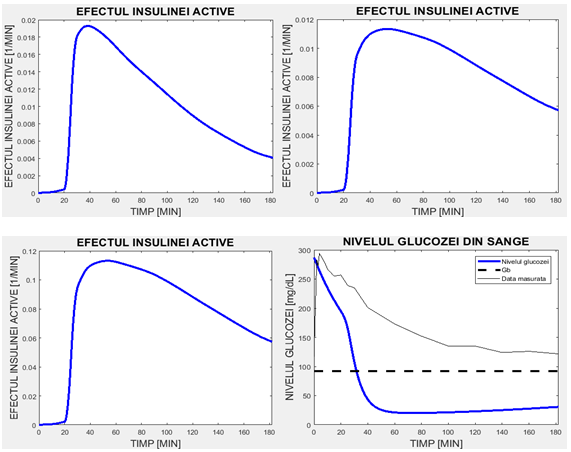 EFECTUL INSULINEI ACTIVE
EFECTUL INSULINEI ACTIVE [1/MIN]
0.02
0.018
0.016
0.014
0.012
0.01
0.008
0.006
0.004
0.002
0
0 20 40 60 80 100 120 140 160 180
TIMP [MIN]
EFECTUL INSULINEI ACTIVE
EFECTUL INSULINEI ACTIVE [1/MIN]
0.012
0.01
0.008
0.006
0.004
0.002
0
0 20 40 60 80 100 120 140 160 180
TIMP [MIN]
EFECTUL INSULINEI ACTIVE
EFECTUL INSULINEI ACTIVE [1/MIN]
0.12
0.1
0.08
0.06
0.04
0.02
0
0 20 40 60 80 100 120 140 160 180
TIMP [MIN]
NIVELUL GLUCOZEI DIN SANGE
NIVELUL GLUCOZEI [mg/dL]
300
250
200
150
100
50
0
0 20 40 60 80 100 120 140 160 180
TIMP [MIN]
Nivelul glucozei
Gb
Data masurata